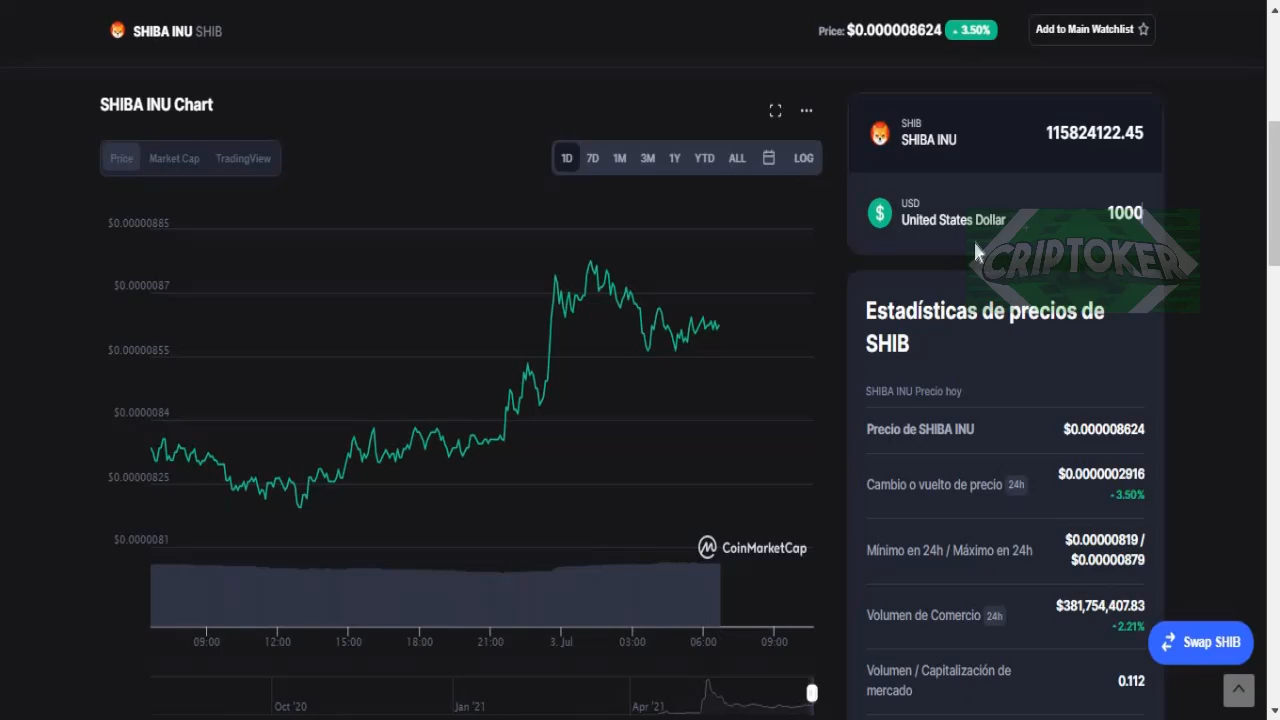 SHIBA INU SHIB
Price: $0.000008624 3.50%
Add to Main Watchlist
SHIBA INU Chart
Price Market Cap TradingView
1D 7D 1M 3M 1Y YTD ALL LOG
$0.00000885
$0.0000087
$0.00000855
$0.0000084
$0.00000825
$0.0000081
CoinMarketCap
09:00 12:00 15:00 18:00 21:00 3. Jul 03:00 06:00 09:00
Oct '20 Jan '21 Apr '21
SHIB
SHIBA INU 115824122.45
USD
United States Dollar 1000
CRIPTOKER
Estadísticas de precios de
SHIB
SHIBA INU Precio hoy
Precio de SHIBA INU $0.000008624
Cambio o vuelto de precio 24h $0.0000002916
3.50%
Mínimo en 24h / Máximo en 24h $0.00000819 /
$0.00000879
Volumen de Comercio 24h $381,754,407.83
2.21%
Volumen / Capitalización de
mercado 0.112
Swap SHIB